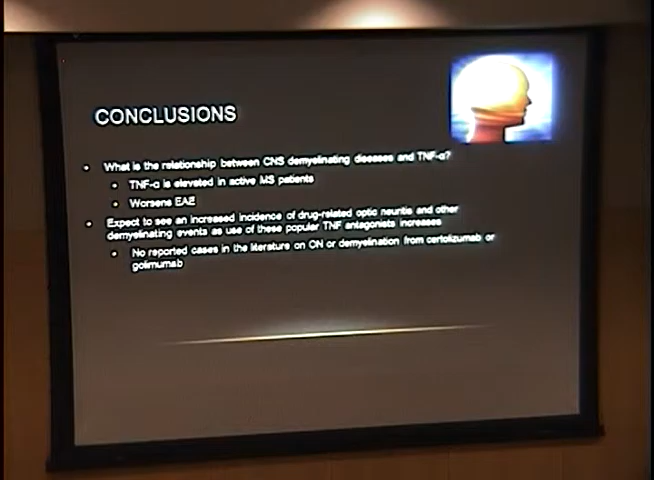 CONCLUSIONS
• What is the relationship between CNS demyelinating diseases and TNF-α?
• TNF-α is elevated in active MS patients
• Worsens EAE
• Expect to see an increased incidence of drug-related optic neuritis and other
demyelinating events as use of these popular TNF antagonists increases
• No reported cases in the literature on ON or demyelination from certolizumab or
golimumab